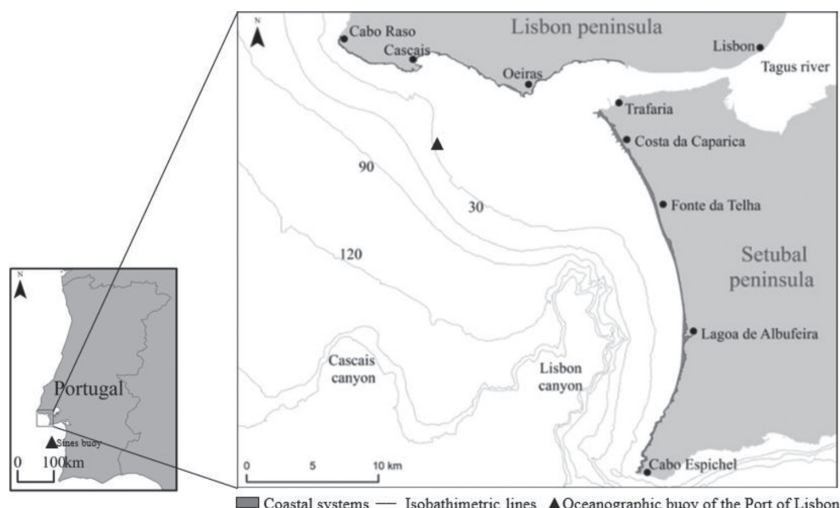 N
Cabo Raso
Cascais
Oeiras
Lisbon peninsula
Lisbon
Tagus river
Trafaria
Costa da Caparica
90
30
Fonte da Telha
120
Setubal
peninsula
Lagoa de Albufeira
Cascais
canyon
Lisbon
canyon
Cabo Espichel
0 5 10 km
N
Portugal
Sines buoy
0 100km
Coastal systems Isobathimetric lines Oceanographic buoy of the Port of Lisbon